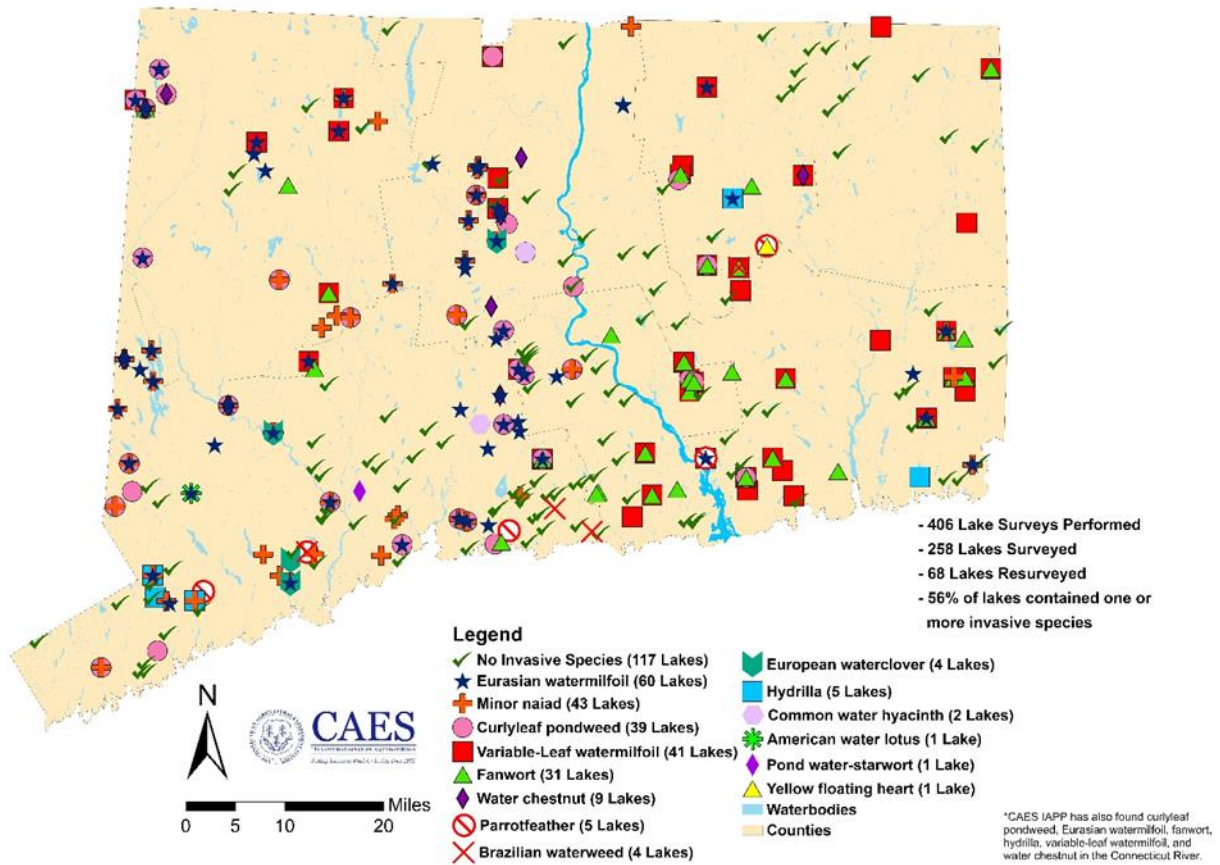 - 406 Lake Surveys Performed
- 258 Lakes Surveyed
- 68 Lakes Resurveyed
- 56% of lakes contained one or
more invasive species
Legend
No Invasive Species (117 Lakes)
Eurasian watermilfoil (60 Lakes)
Minor naiad (43 Lakes)
Curlyleaf pondweed (39 Lakes)
Variable-Leaf watermilfoil (41 Lakes)
Fanwort (31 Lakes)
Water chestnut (9 Lakes)
Parrotfeather (5 Lakes)
Brazilian waterweed (4 Lakes)
European waterclover (4 Lakes)
Hydrilla (5 Lakes)
Common water hyacinth (2 Lakes)
American water lotus (1 Lake)
Pond water-starwort (1 Lake)
Yellow floating heart (1 Lake)
Waterbodies
Counties
N
CAES
Miles
0 5 10 20
*CAES IAPP has also found curlyleaf
pondweed, Eurasian watermilfoil, fanwort,
hydrilla, variable-leaf watermilfoil, and
water chestnut in the Connecticut River.